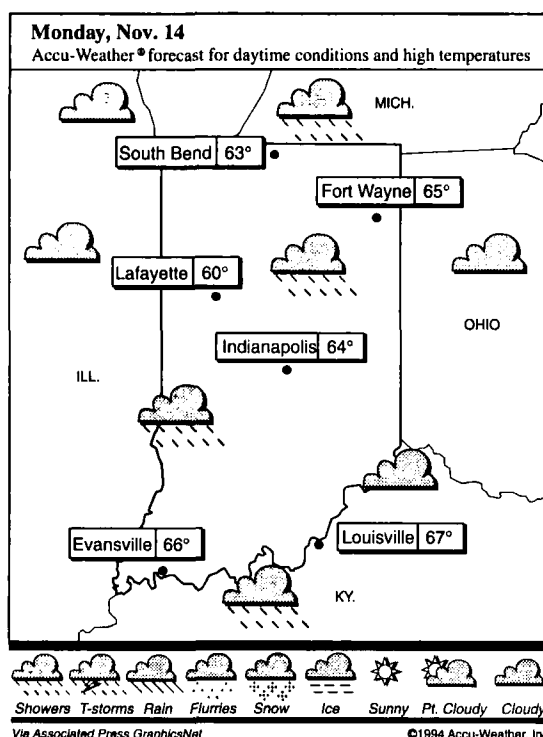 Monday, Nov. 14
Accu-Weather® forecast for daytime conditions and high temperatures
MICH.
South Bend 63°
Fort Wayne 65°
Lafayette 60°
OHIO
Indianapolis 64°
ILL.
Evansville 66°
Louisville 67°
KY.
Showers T-storms Rain Flurries Snow Ice Sunny Pt. Cloudy Cloudy
Via Associated Press GraphicsNet ©1994 Accu-Weather, In